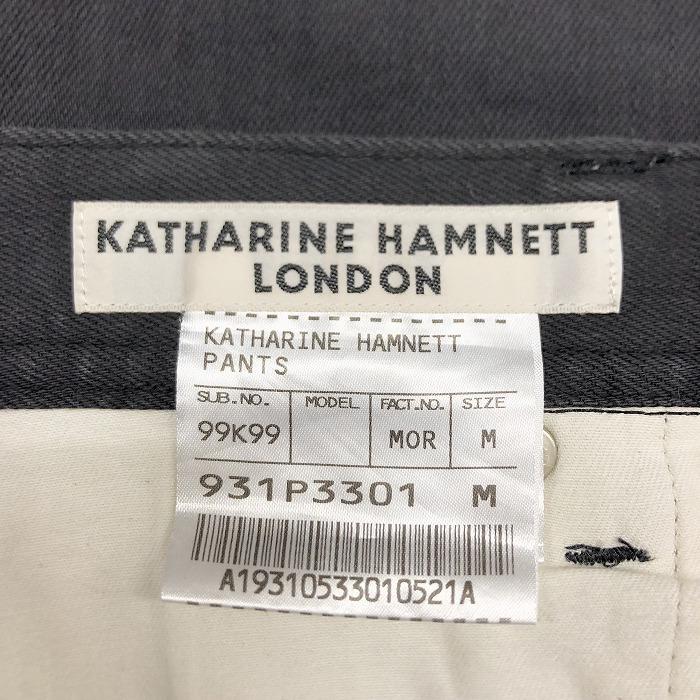 KATHARINE HAMNETT
LONDON
KATHARINE HAMNETT
PANTS
SUB.NO. MODEL FACT.NO. SIZE
99K99 MOR M
931P3301 M
A19310533010521A